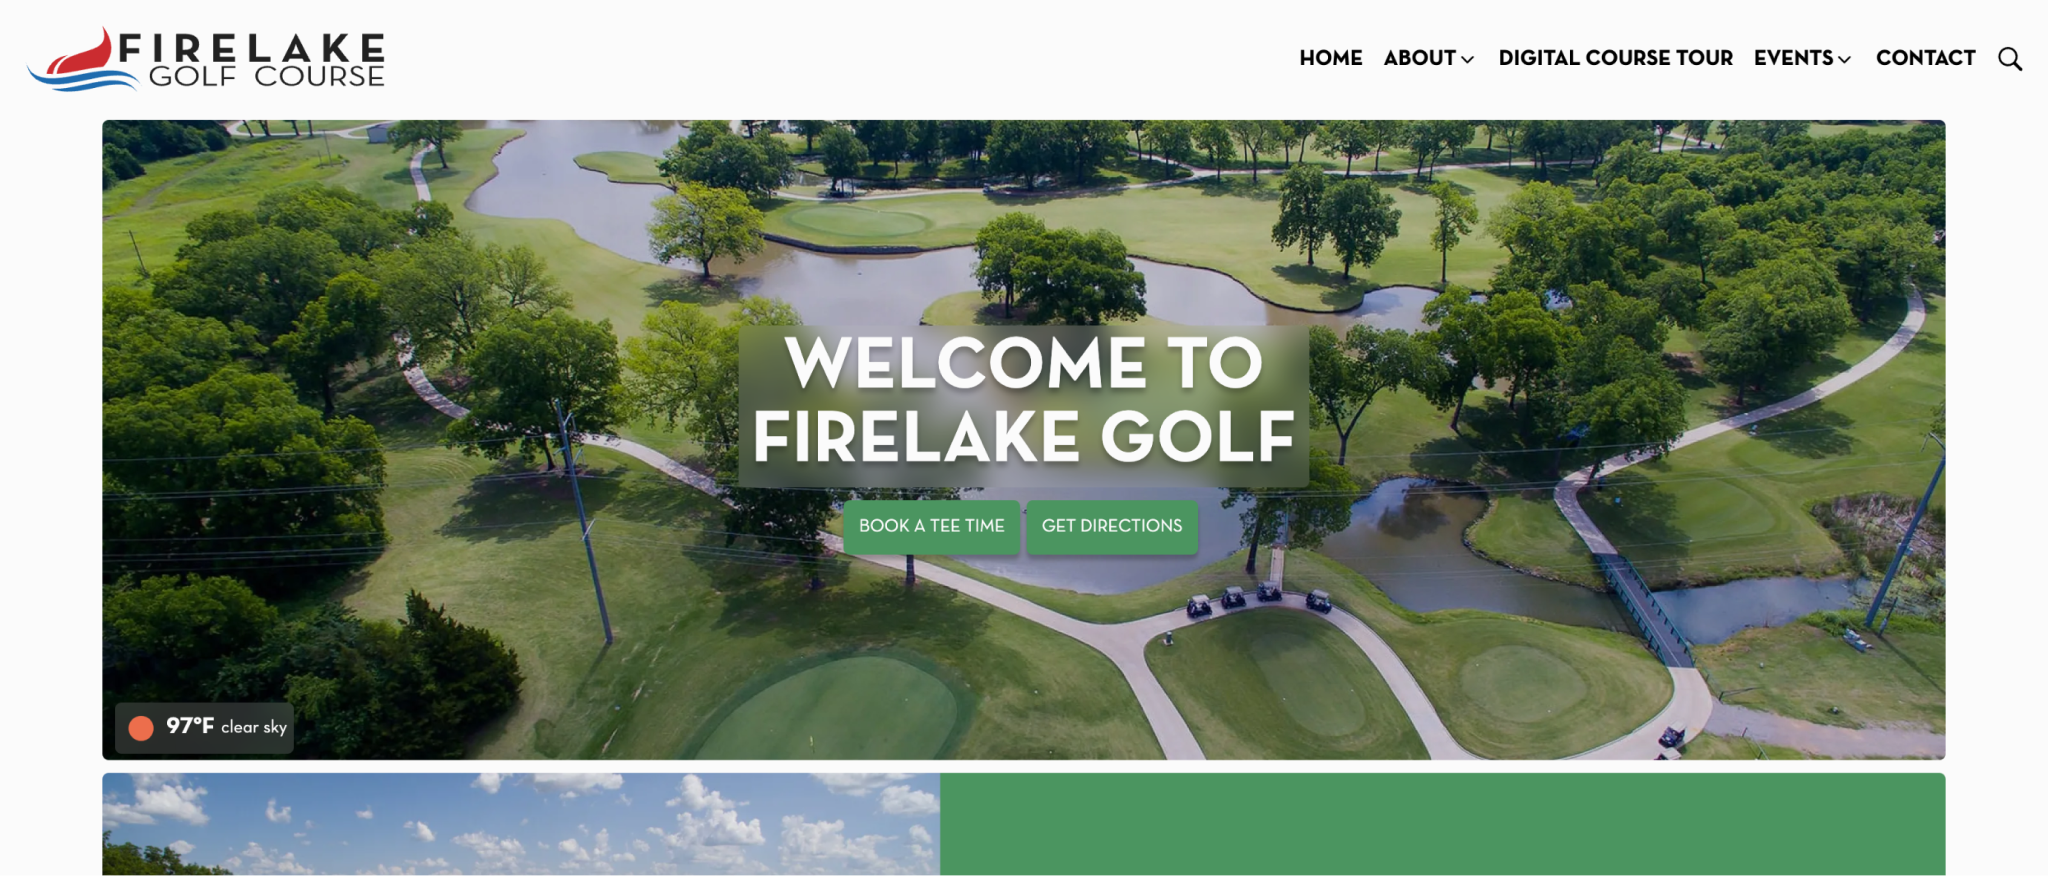 FIRELAKE
GOLF COURSE
HOME ABOUT DIGITAL COURSE TOUR EVENTS CONTACT
WELCOME TO
FIRELAKE GOLF
BOOK A TEE TIME GET DIRECTIONS
97°F clear sky